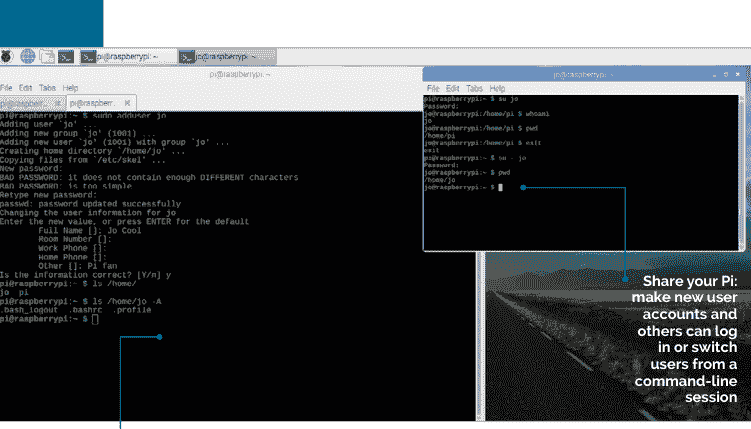 pi@raspberrypi: ~
jo@raspberrypi: ~
pi@raspberrypi: ~
File Edit Tabs Help
pi@raspberr...
pi@raspberr...
pi@raspberrypi:~ $ sudo adduser jo
Adding user `jo' ...
Adding new group `jo' (1001) ...
Adding new user `jo' (1001) with group `jo' ...
Creating home directory `/home/jo' ...
Copying files from `/etc/skel' ...
New password:
BAD PASSWORD: it does not contain enough DIFFERENT characters
BAD PASSWORD: is too simple
Retype new password:
passwd: password updated successfully
Changing the user information for jo
Enter the new value, or press ENTER for the default
Full Name []: Jo Cool
Room Number []:
Work Phone []:
Home Phone []:
Other []: Pi fan
Is the information correct? [Y/n] y
pi@raspberrypi:~ $ ls /home/
jo pi
pi@raspberrypi:~ $ ls /home/jo -A
.bash_logout .bashrc .profile
pi@raspberrypi:~ $
jo@raspberrypi: ~
File Edit Tabs Help
pi@raspberrypi:~ $ su jo
Password:
jo@raspberrypi:/home/pi $ whoami
jo
jo@raspberrypi:/home/pi $ pwd
/home/pi
jo@raspberrypi:/home/pi $ exit
exit
pi@raspberrypi:~ $ su - jo
Password:
jo@raspberrypi:~ $ pwd
/home/jo
jo@raspberrypi:~ $
Share your Pi:
make new user
accounts and
others can log
in or switch
users from a
command-line
session